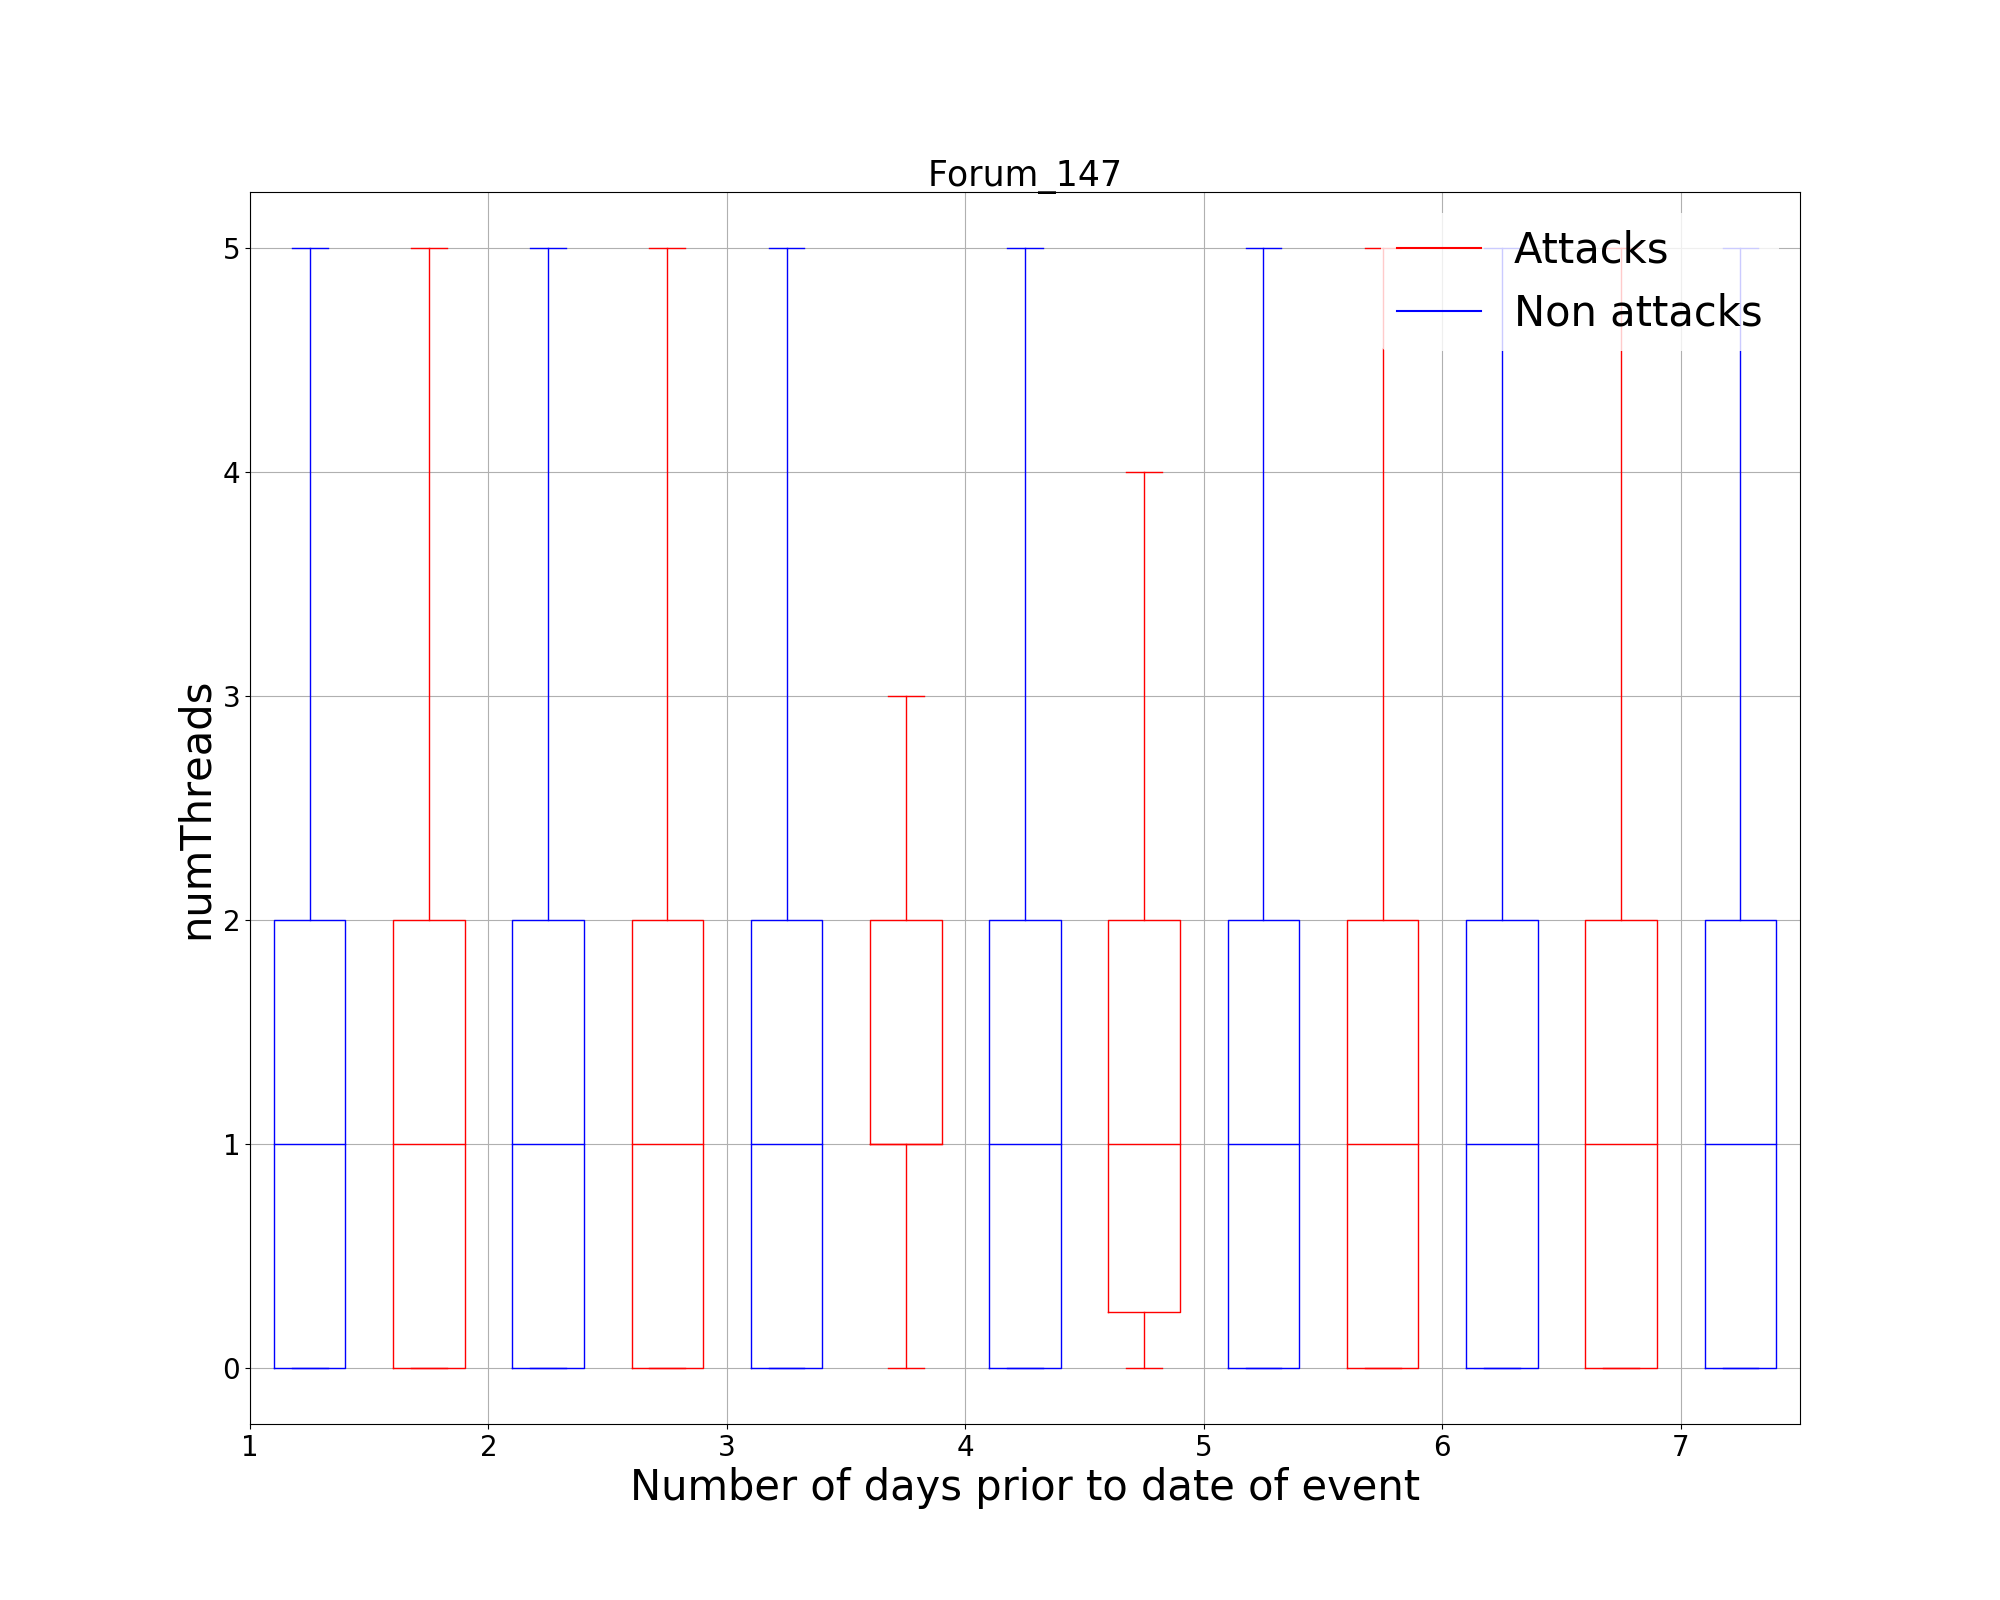 Forum_147
Attacks
Non attacks
numThreads
5
4
3
2
1
0
1 2 3 4 5 6 7
Number of days prior to date of event